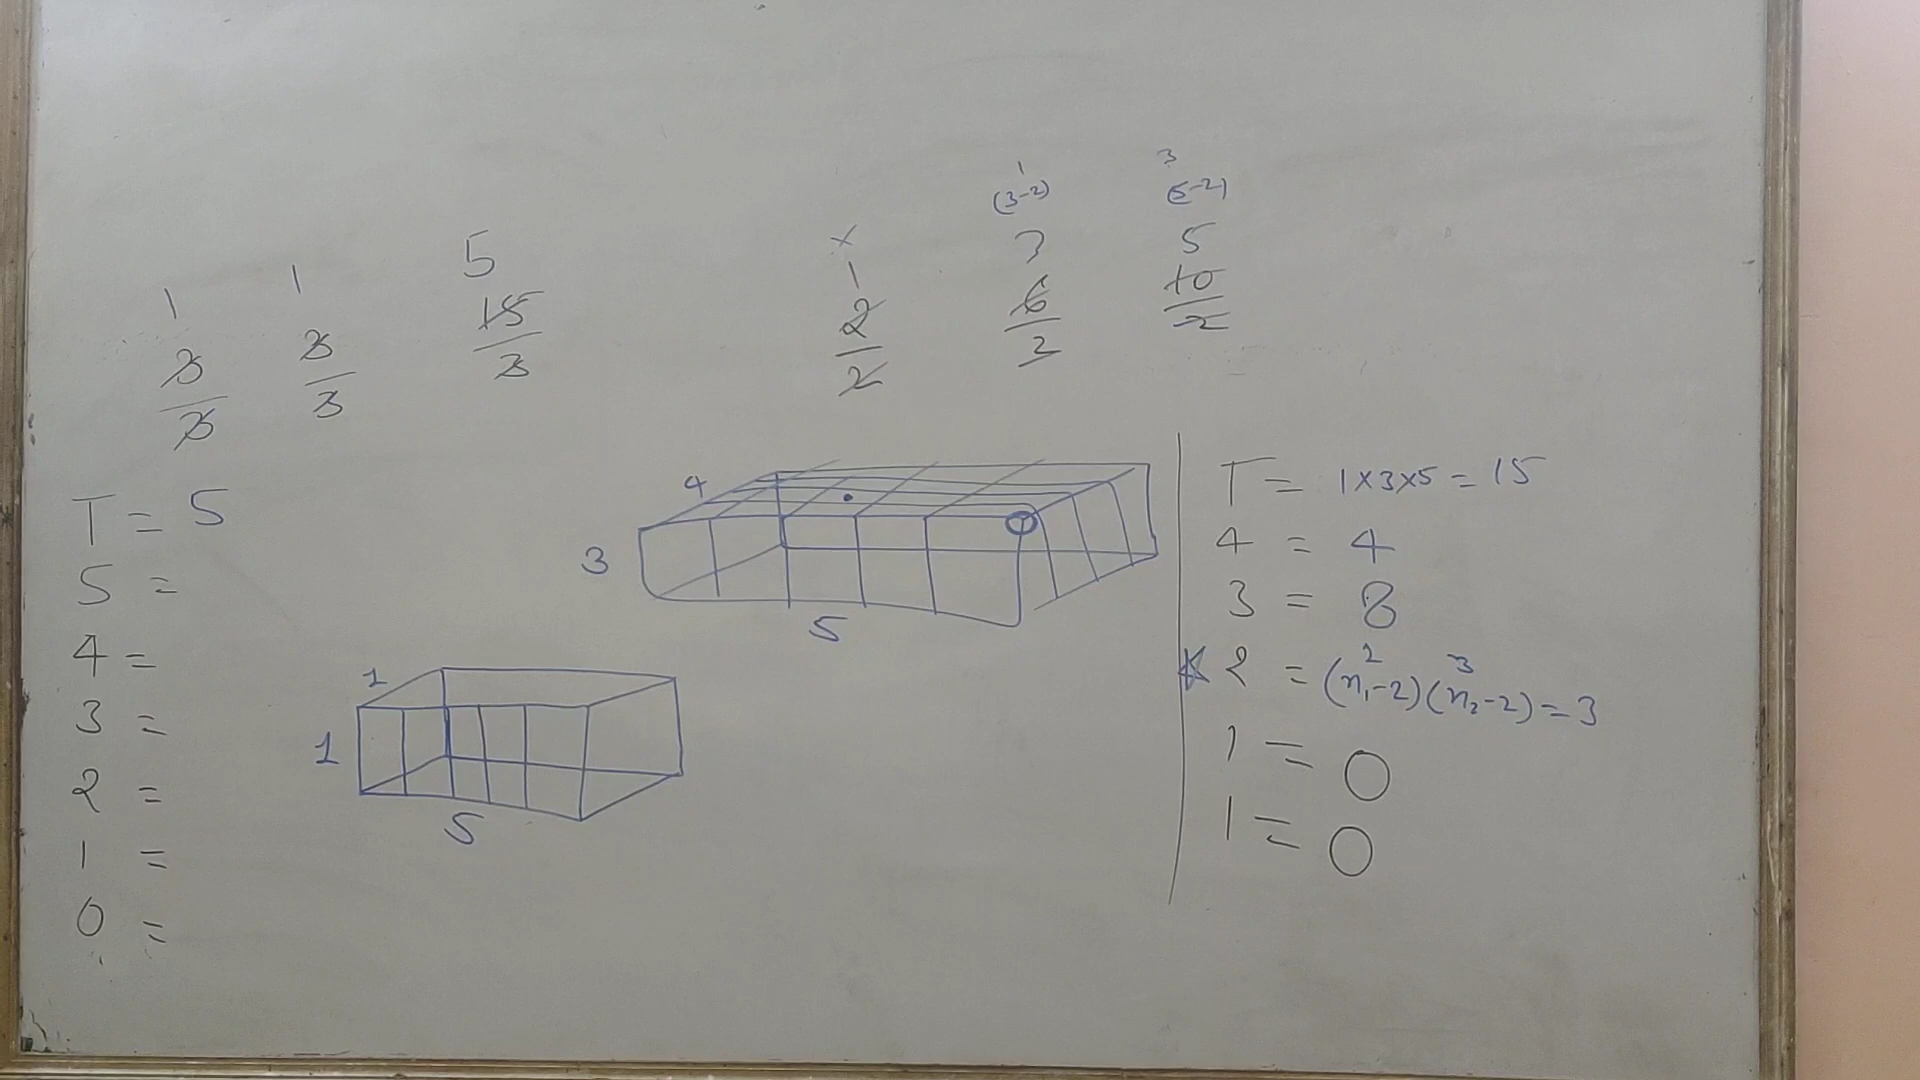 1 1 5
3/3 3/3 15/3
T = 5
5 =
4 =
3 =
2 =
1 =
0 =
1 3
(3-2) (5-2)
× 3 5
1 6/2 10/2
2/2
4
3
5
1
1
5
T = 1×3×5 = 15
4 = 4
3 = 8
2 = (n₁-2)(n₂-2) = 3
1 = 0
1 = 0